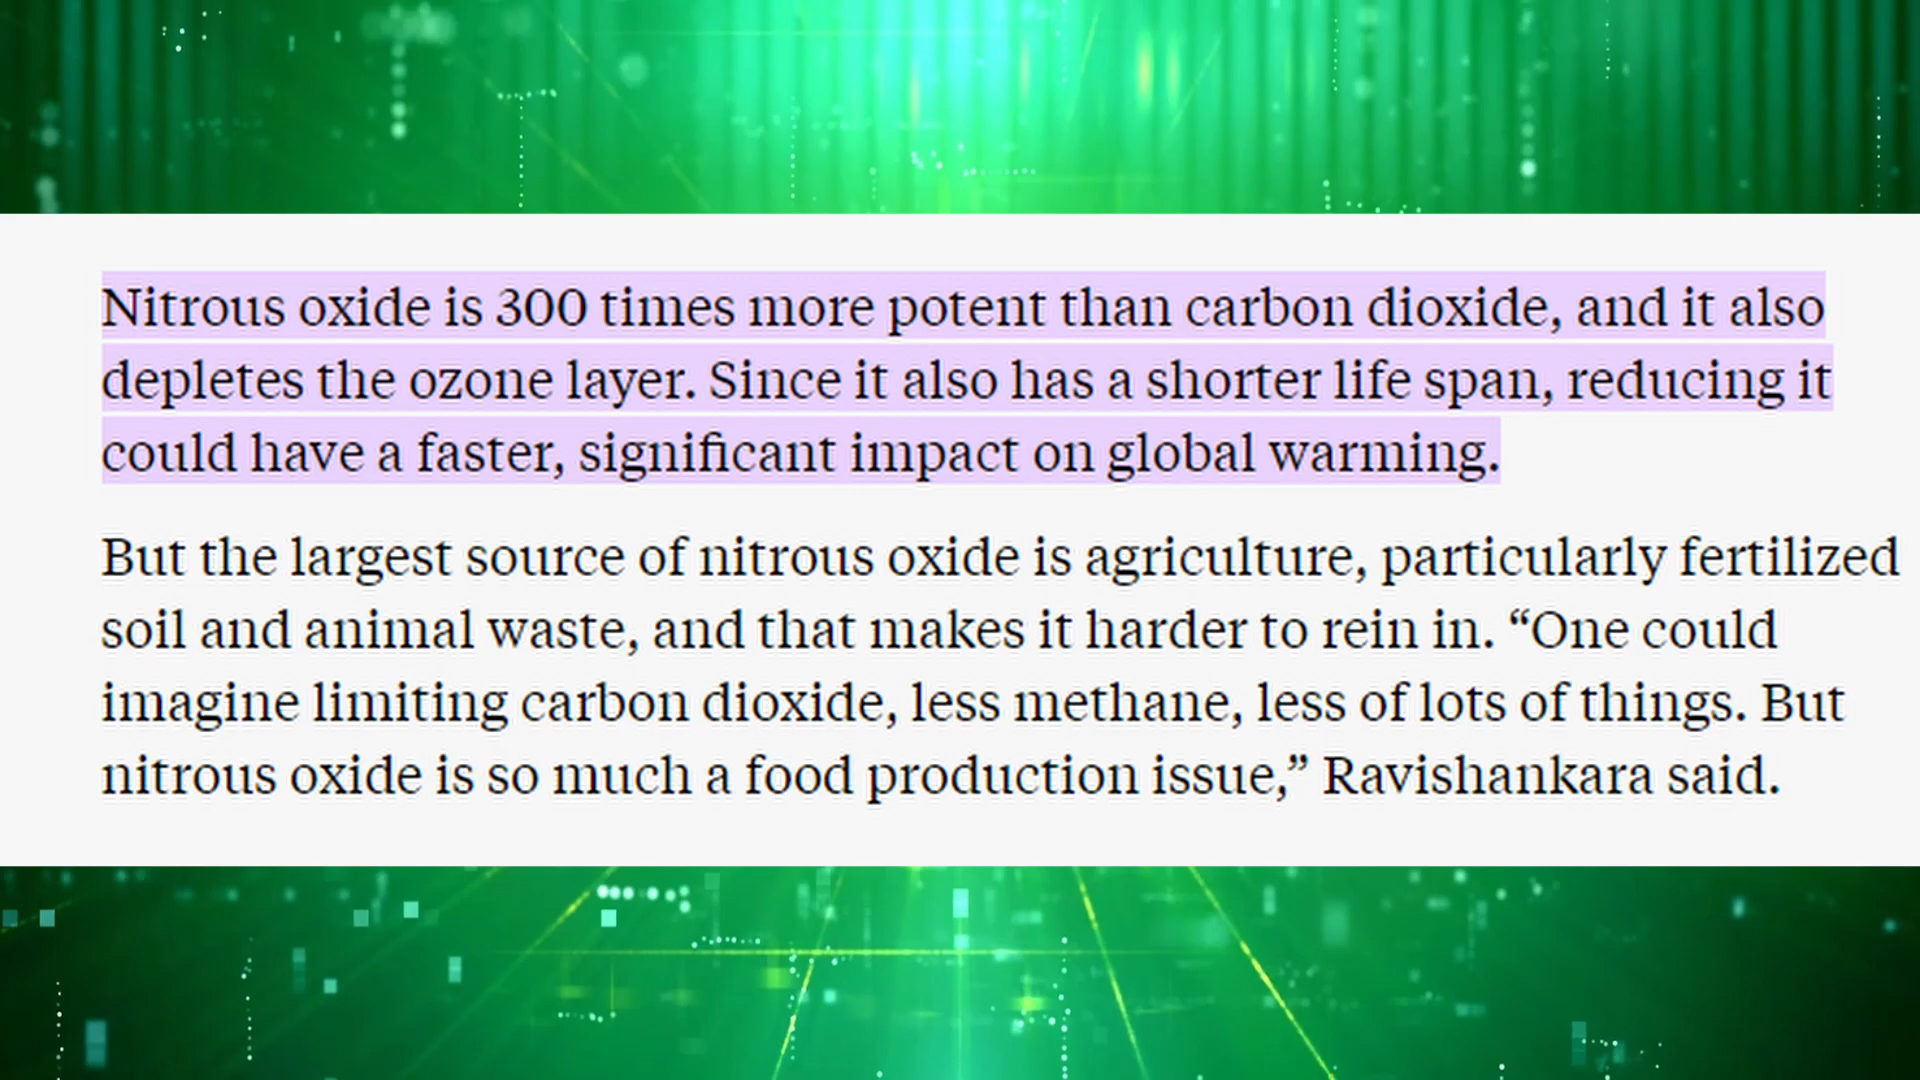 Nitrous oxide is 300 times more potent than carbon dioxide, and it also
depletes the ozone layer. Since it also has a shorter life span, reducing it
could have a faster, significant impact on global warming.
But the largest source of nitrous oxide is agriculture, particularly fertilized
soil and animal waste, and that makes it harder to rein in. “One could
imagine limiting carbon dioxide, less methane, less of lots of things. But
nitrous oxide is so much a food production issue,” Ravishankara said.